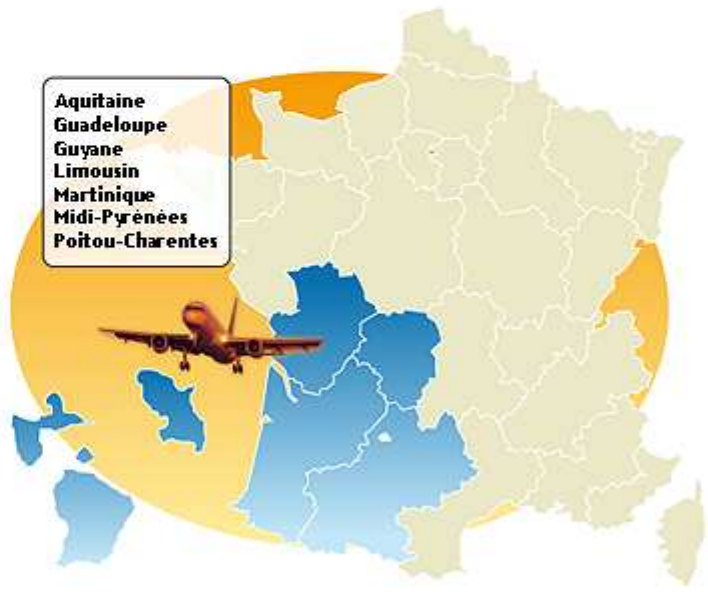 Aquitaine
Guadeloupe
Guyane
Limousin
Martinique
Midi-Pyrénées
Poitou-Charentes